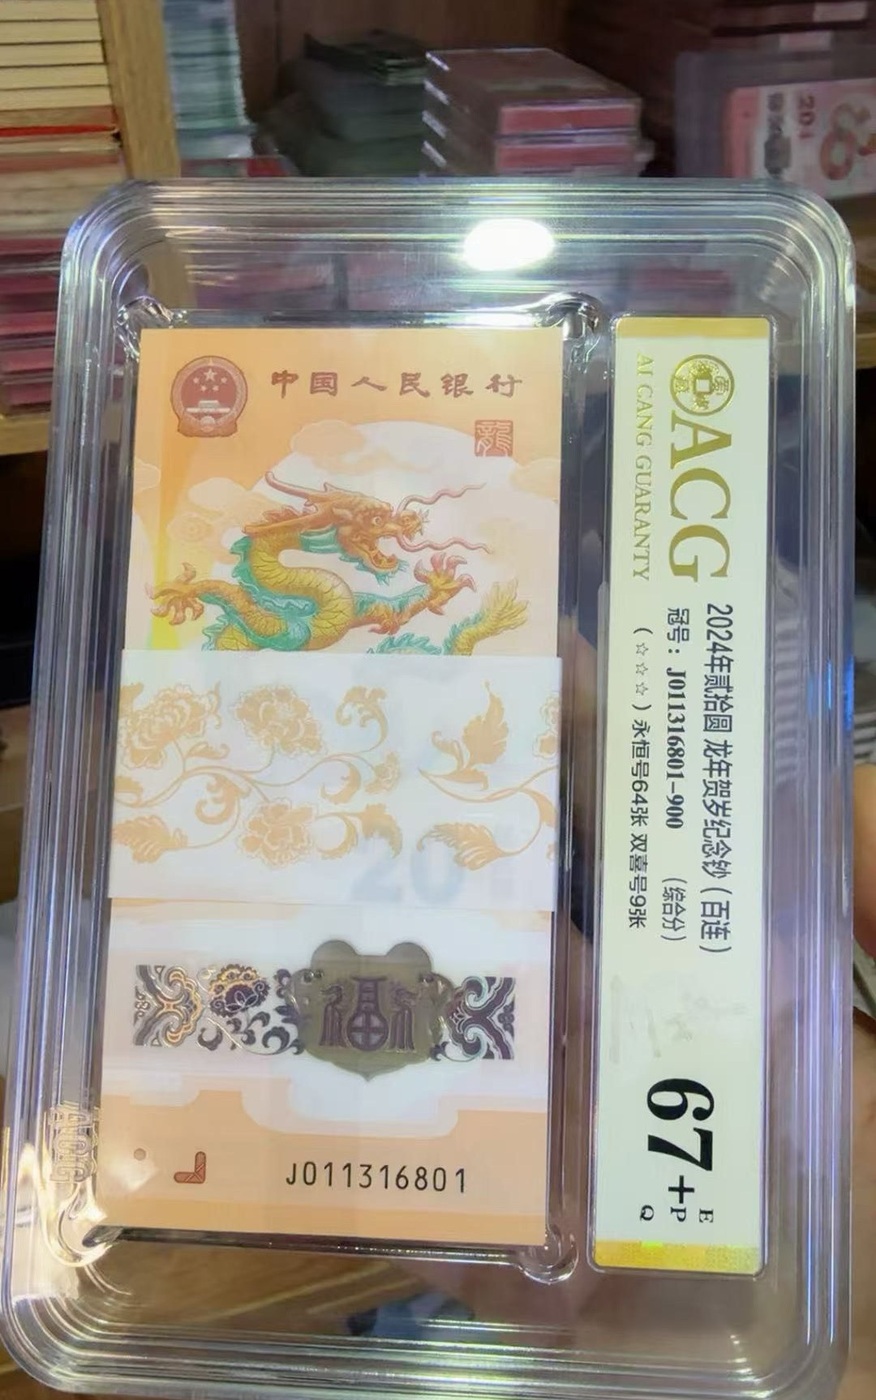 中国人民银行
龍
J011316801
ACG
AI CANG GUARANTY
2024年贰拾圆 龙年贺岁纪念钞（百连）
冠号：J011316801-900 （综合分）
（☆☆☆）永恒号64张 双喜号9张
67+
E
P
Q
201
ACG